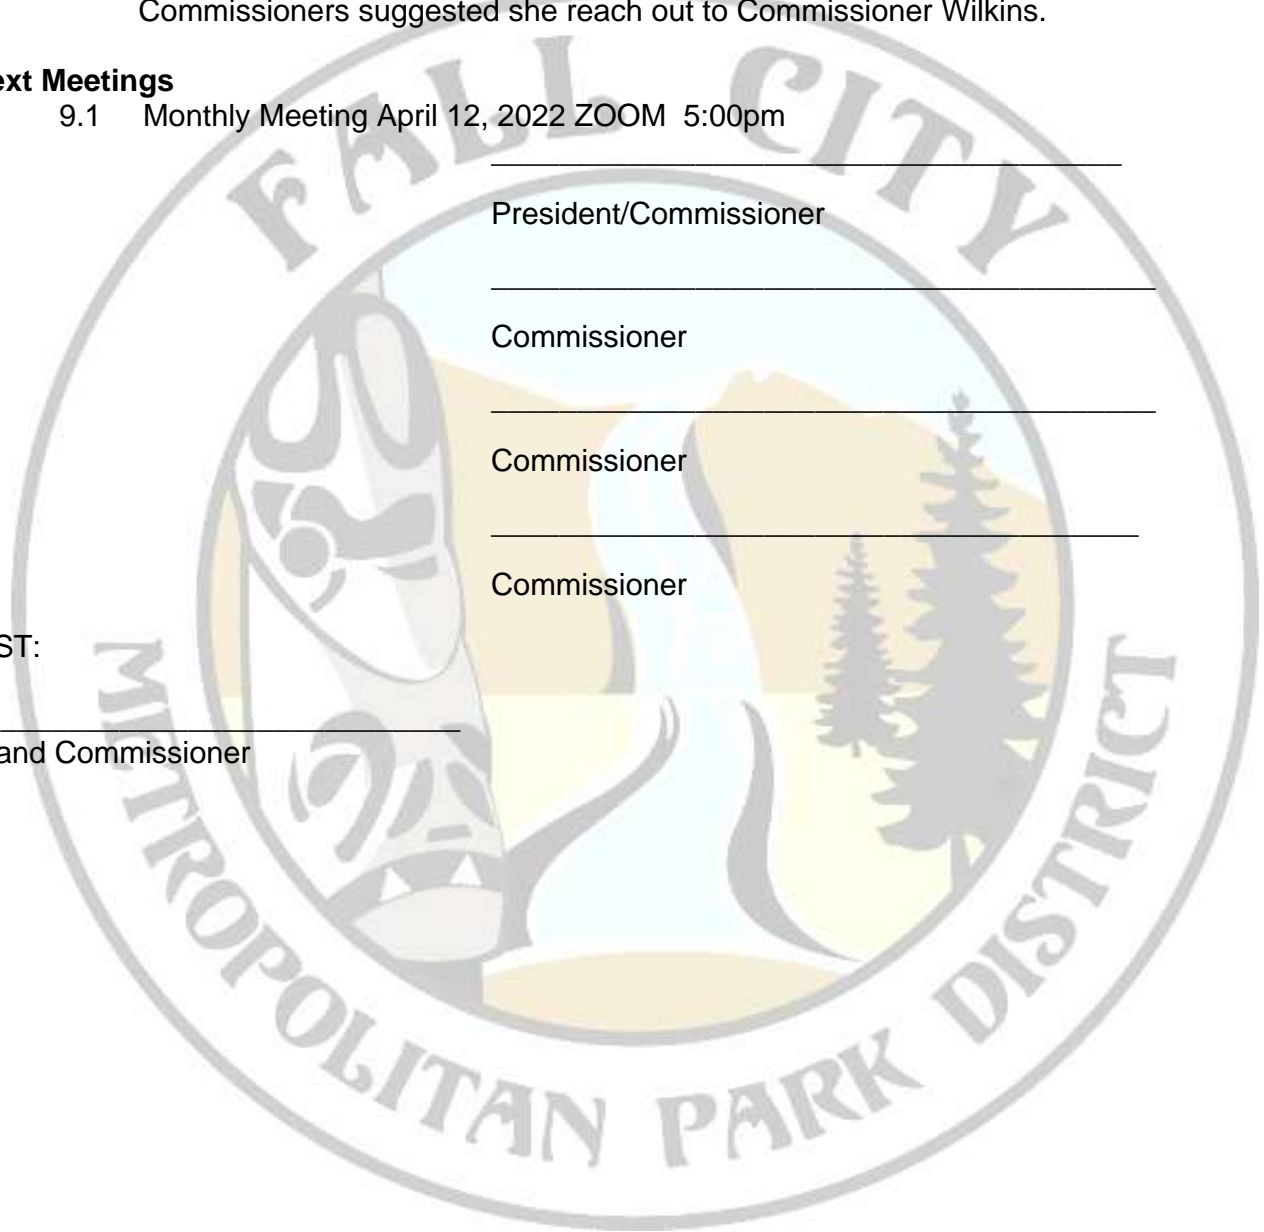 Commissioners suggested she reach out to Commissioner Wilkins.
ext Meetings
9.1 Monthly Meeting April 12, 2022 ZOOM 5:00pm
President/Commissioner
Commissioner
Commissioner
Commissioner
ST:
and Commissioner
FALL CITY
METROPOLITAN PARK DISTRICT